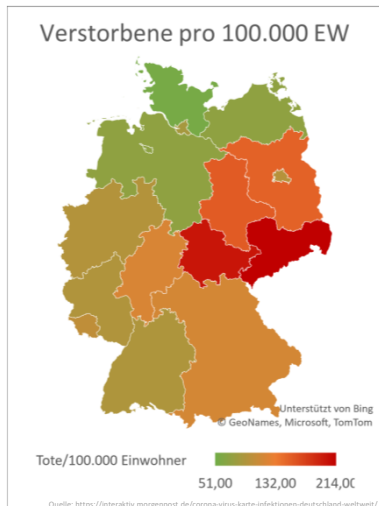 Verstorbene pro 100.000 EW
Unterstützt von Bing
© GeoNames, Microsoft, TomTom
Tote/100.000 Einwohner
51,00 132,00 214,00
Quelle: https://interaktiv.morgenpost.de/corona-virus-karte-infektionen-deutschland-weltweit/